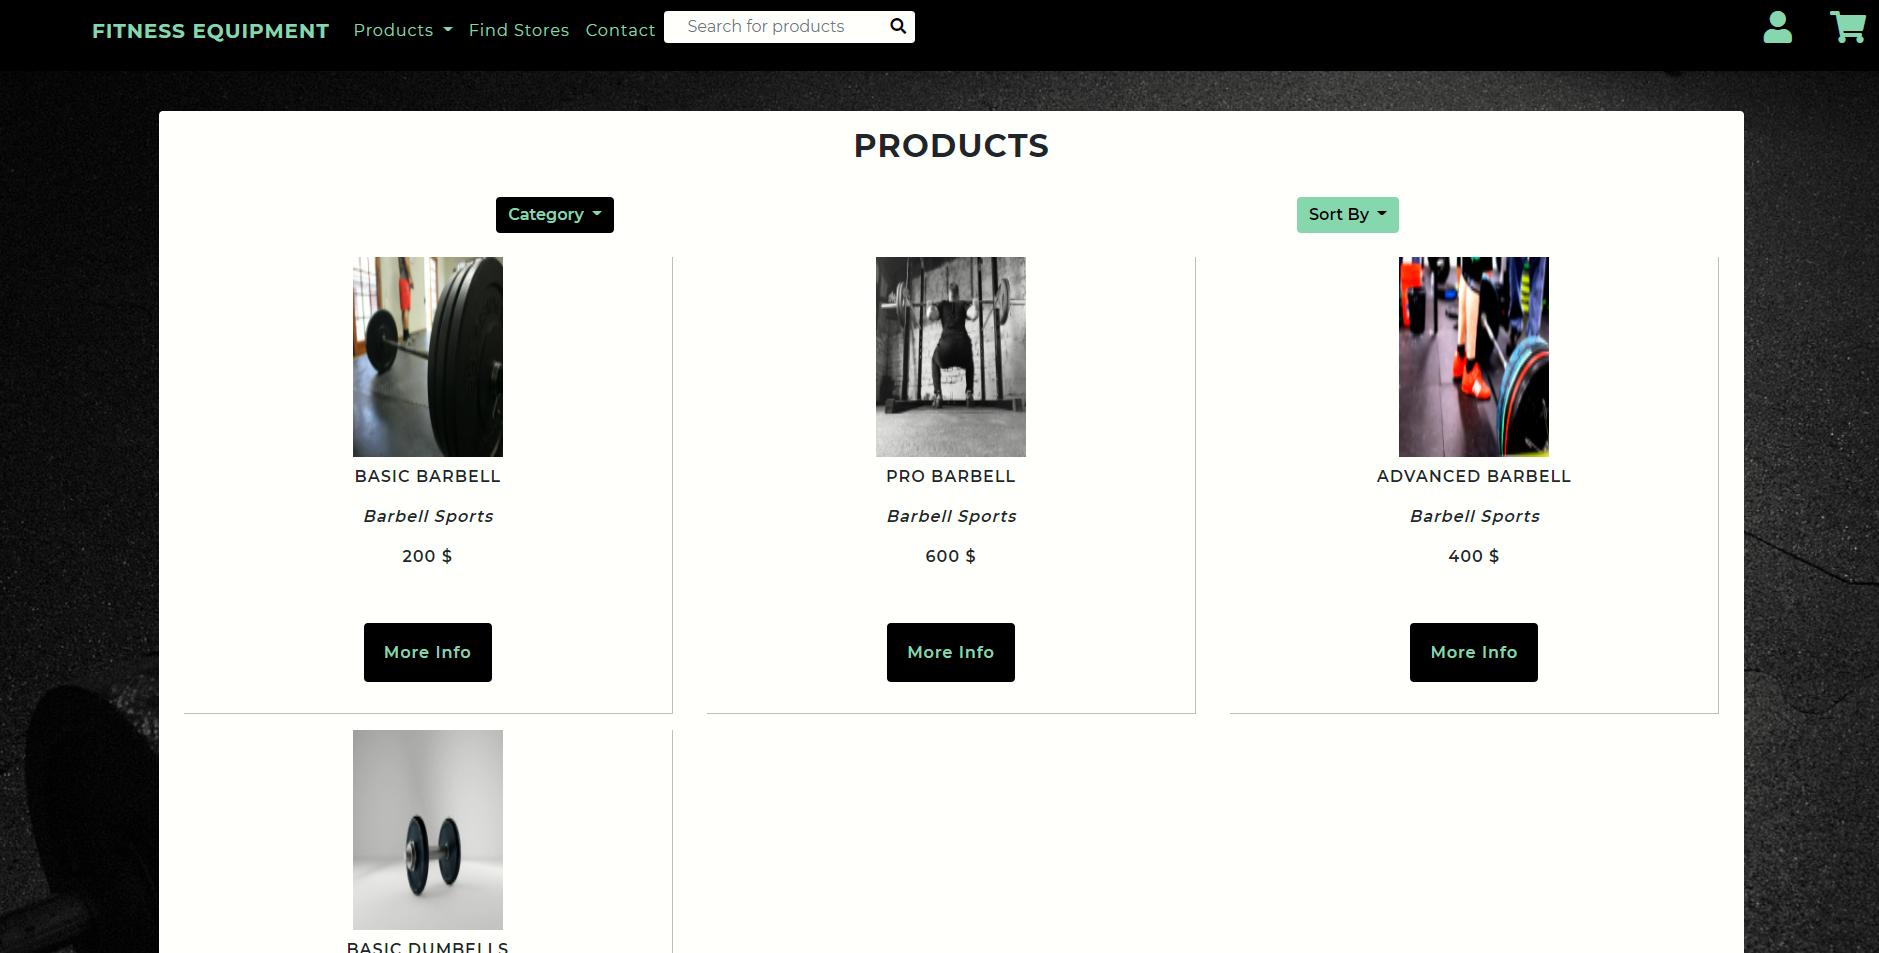 FITNESS EQUIPMENT Products Find Stores Contact Search for products
PRODUCTS
Category Sort By
BASIC BARBELL PRO BARBELL ADVANCED BARBELL
Barbell Sports Barbell Sports Barbell Sports
200 $ 600 $ 400 $
More Info More Info More Info
BASIC DUMBELLS